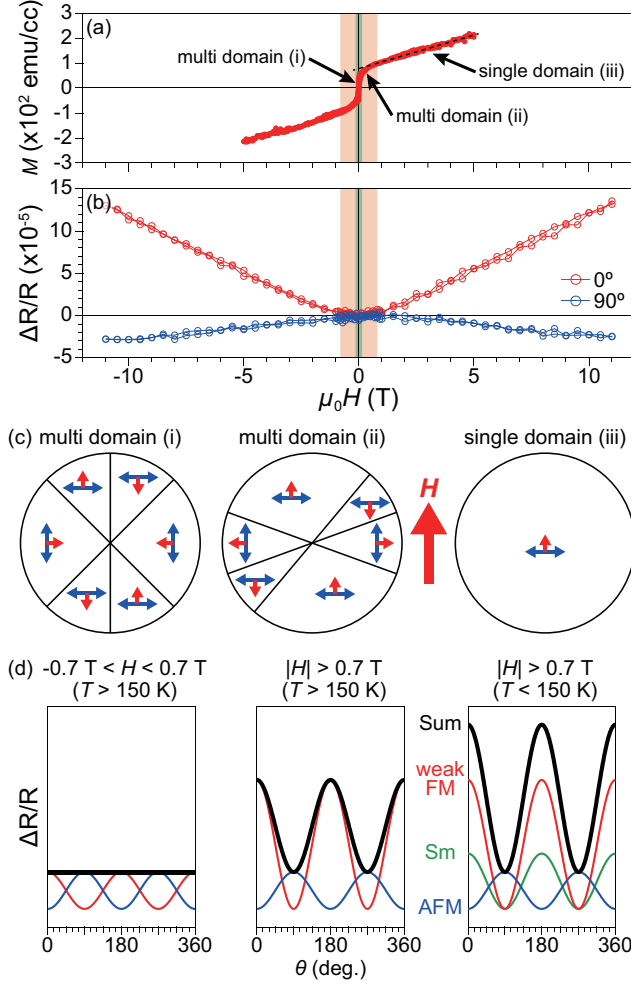 (a)
M (x10² emu/cc)
3
2
1
0
-1
-2
-3
multi domain (i)
single domain (iii)
multi domain (ii)
(b)
ΔR/R (x10⁻⁵)
15
10
5
0
-5
0º
90º
-10 -5 0 5 10
μ₀H (T)
(c)
multi domain (i) multi domain (ii) single domain (iii)
H
(d)
-0.7 T < H < 0.7 T |H| > 0.7 T |H| > 0.7 T
(T > 150 K) (T > 150 K) (T < 150 K)
ΔR/R
Sum
weak
FM
Sm
AFM
0 180 360 0 180 360 0 180 360
θ (deg.)